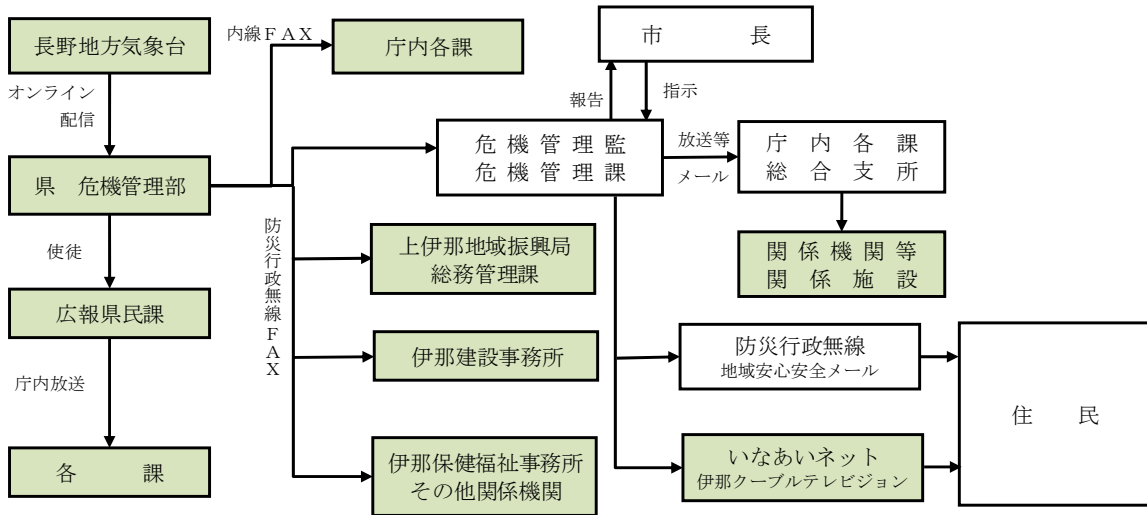 長野地方気象台
内線ＦＡＸ
庁内各課
市　　長
オンライン
配信
報告
指示
県　危機管理部
危機管理監
危機管理課
放送等
メール
庁内各課
総合支所
使徒
防災行政無線ＦＡＸ
上伊那地域振興局
総務管理課
関係機関等
関係施設
広報県民課
伊那建設事務所
防災行政無線
地域安心安全メール
住　　民
庁内放送
各　　課
伊那保健福祉事務所
その他関係機関
いなあいネット
伊那クーブルテレビジョン